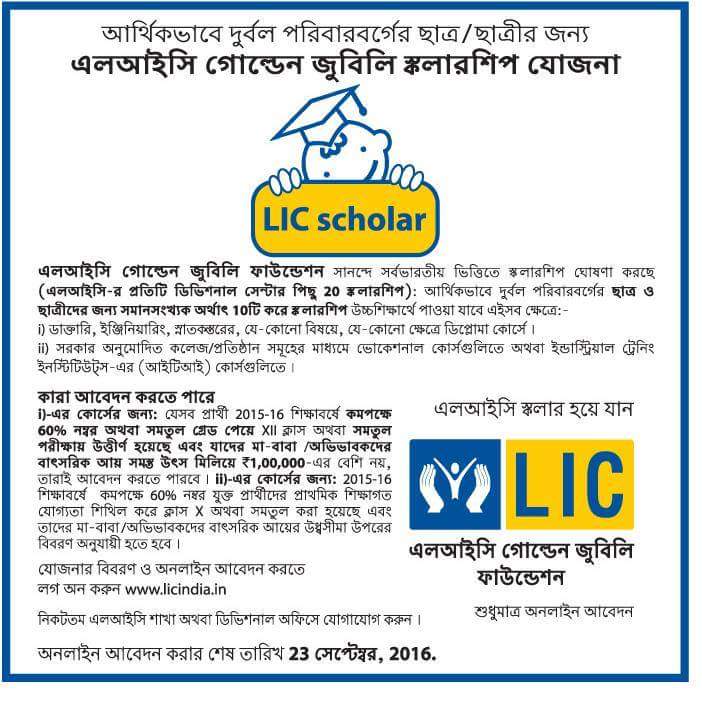 আর্থিকভাবে দুর্বল পরিবারবর্গের ছাত্র/ছাত্রীর জন্য
এলআইসি গোল্ডেন জুবিলি স্কলারশিপ যোজনা
LIC scholar
এলআইসি গোল্ডেন জুবিলি ফাউন্ডেশন সানন্দে সর্বভারতীয় ভিত্তিতে স্কলারশিপ ঘোষণা করছে
(এলআইসি-র প্রতিটি ডিভিশনাল সেন্টার পিছু 20 স্কলারশিপ): আর্থিকভাবে দুর্বল পরিবারবর্গের ছাত্র ও
ছাত্রীদের জন্য সমানসংখ্যক অর্থাৎ 10টি করে স্কলারশিপ উচ্চশিক্ষার্থে পাওয়া যাবে এইসব ক্ষেত্রে:-
i) ডাক্তারি, ইঞ্জিনিয়ারিং, স্নাতকস্তরের, যে-কোনো বিষয়ে, যে-কোনো ক্ষেত্রে ডিপ্লোমা কোর্সে।
ii) সরকার অনুমোদিত কলেজ/প্রতিষ্ঠান সমূহের মাধ্যমে ভোকেশনাল কোর্সগুলিতে অথবা ইন্ডাস্ট্রিয়াল ট্রেনিং
ইনস্টিটিউট্স-এর (আইটিআই) কোর্সগুলিতে।
কারা আবেদন করতে পারে
i)-এর কোর্সের জন্য: যেসব প্রার্থী 2015-16 শিক্ষাবর্ষে কমপক্ষে
60% নম্বর অথবা সমতুল গ্রেড পেয়ে XII ক্লাস অথবা সমতুল
পরীক্ষায় উত্তীর্ণ হয়েছে এবং যাদের মা-বাবা /অভিভাবকদের
বাৎসরিক আয় সমস্ত উৎস মিলিয়ে ₹1,00,000-এর বেশি নয়,
তারাই আবেদন করতে পারবে। ii)-এর কোর্সের জন্য: 2015-16
শিক্ষাবর্ষে কমপক্ষে 60% নম্বর যুক্ত প্রার্থীদের প্রাথমিক শিক্ষাগত
যোগ্যতা শিথিল করে ক্লাস X অথবা সমতুল করা হয়েছে এবং
তাদের মা-বাবা/অভিভাবকদের বাৎসরিক আয়ের উর্দ্ধসীমা উপরের
বিবরণ অনুযায়ী হতে হবে।
যোজনার বিবরণ ও অনলাইন আবেদন করতে
লগ অন করুন www.licindia.in
নিকটতম এলআইসি শাখা অথবা ডিভিশনাল অফিসে যোগাযোগ করুন।
এলআইসি স্কলার হয়ে যান
LIC
এলআইসি গোল্ডেন জুবিলি
ফাউন্ডেশন
শুধুমাত্র অনলাইন আবেদন
অনলাইন আবেদন করার শেষ তারিখ 23 সেপ্টেম্বর, 2016.